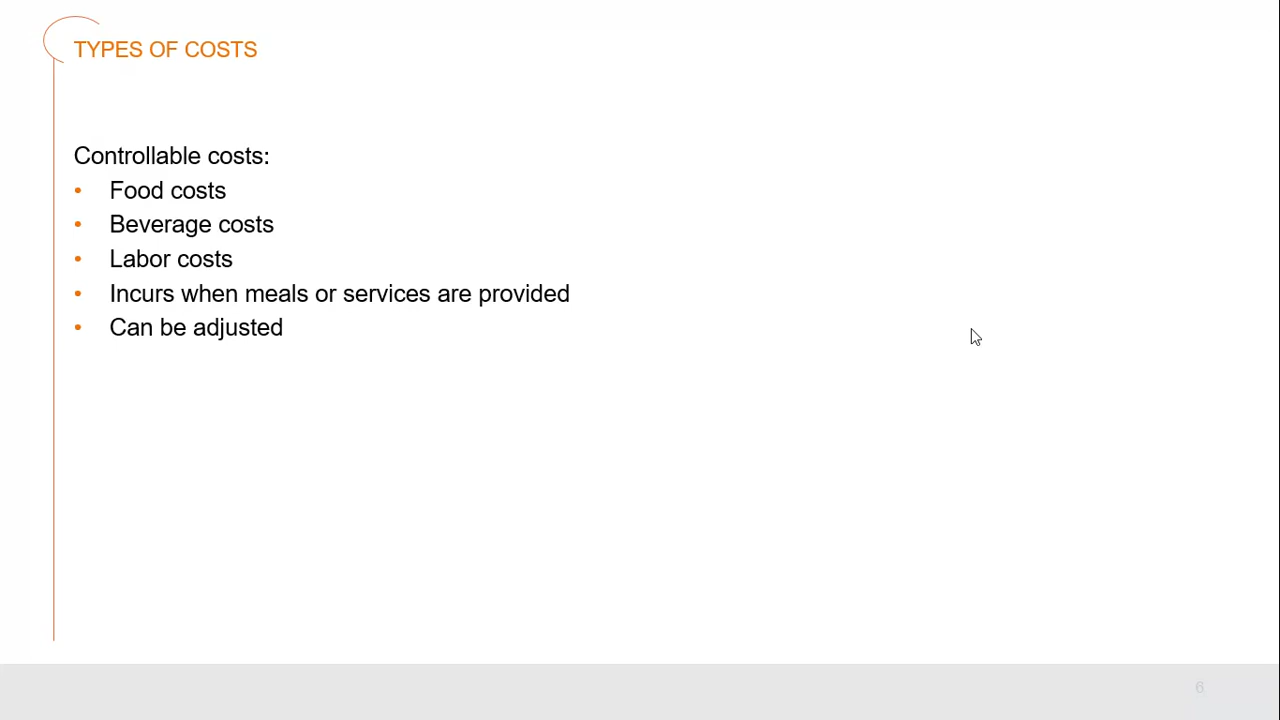 TYPES OF COSTS
Controllable costs:
• Food costs
• Beverage costs
• Labor costs
• Incurs when meals or services are provided
• Can be adjusted
6